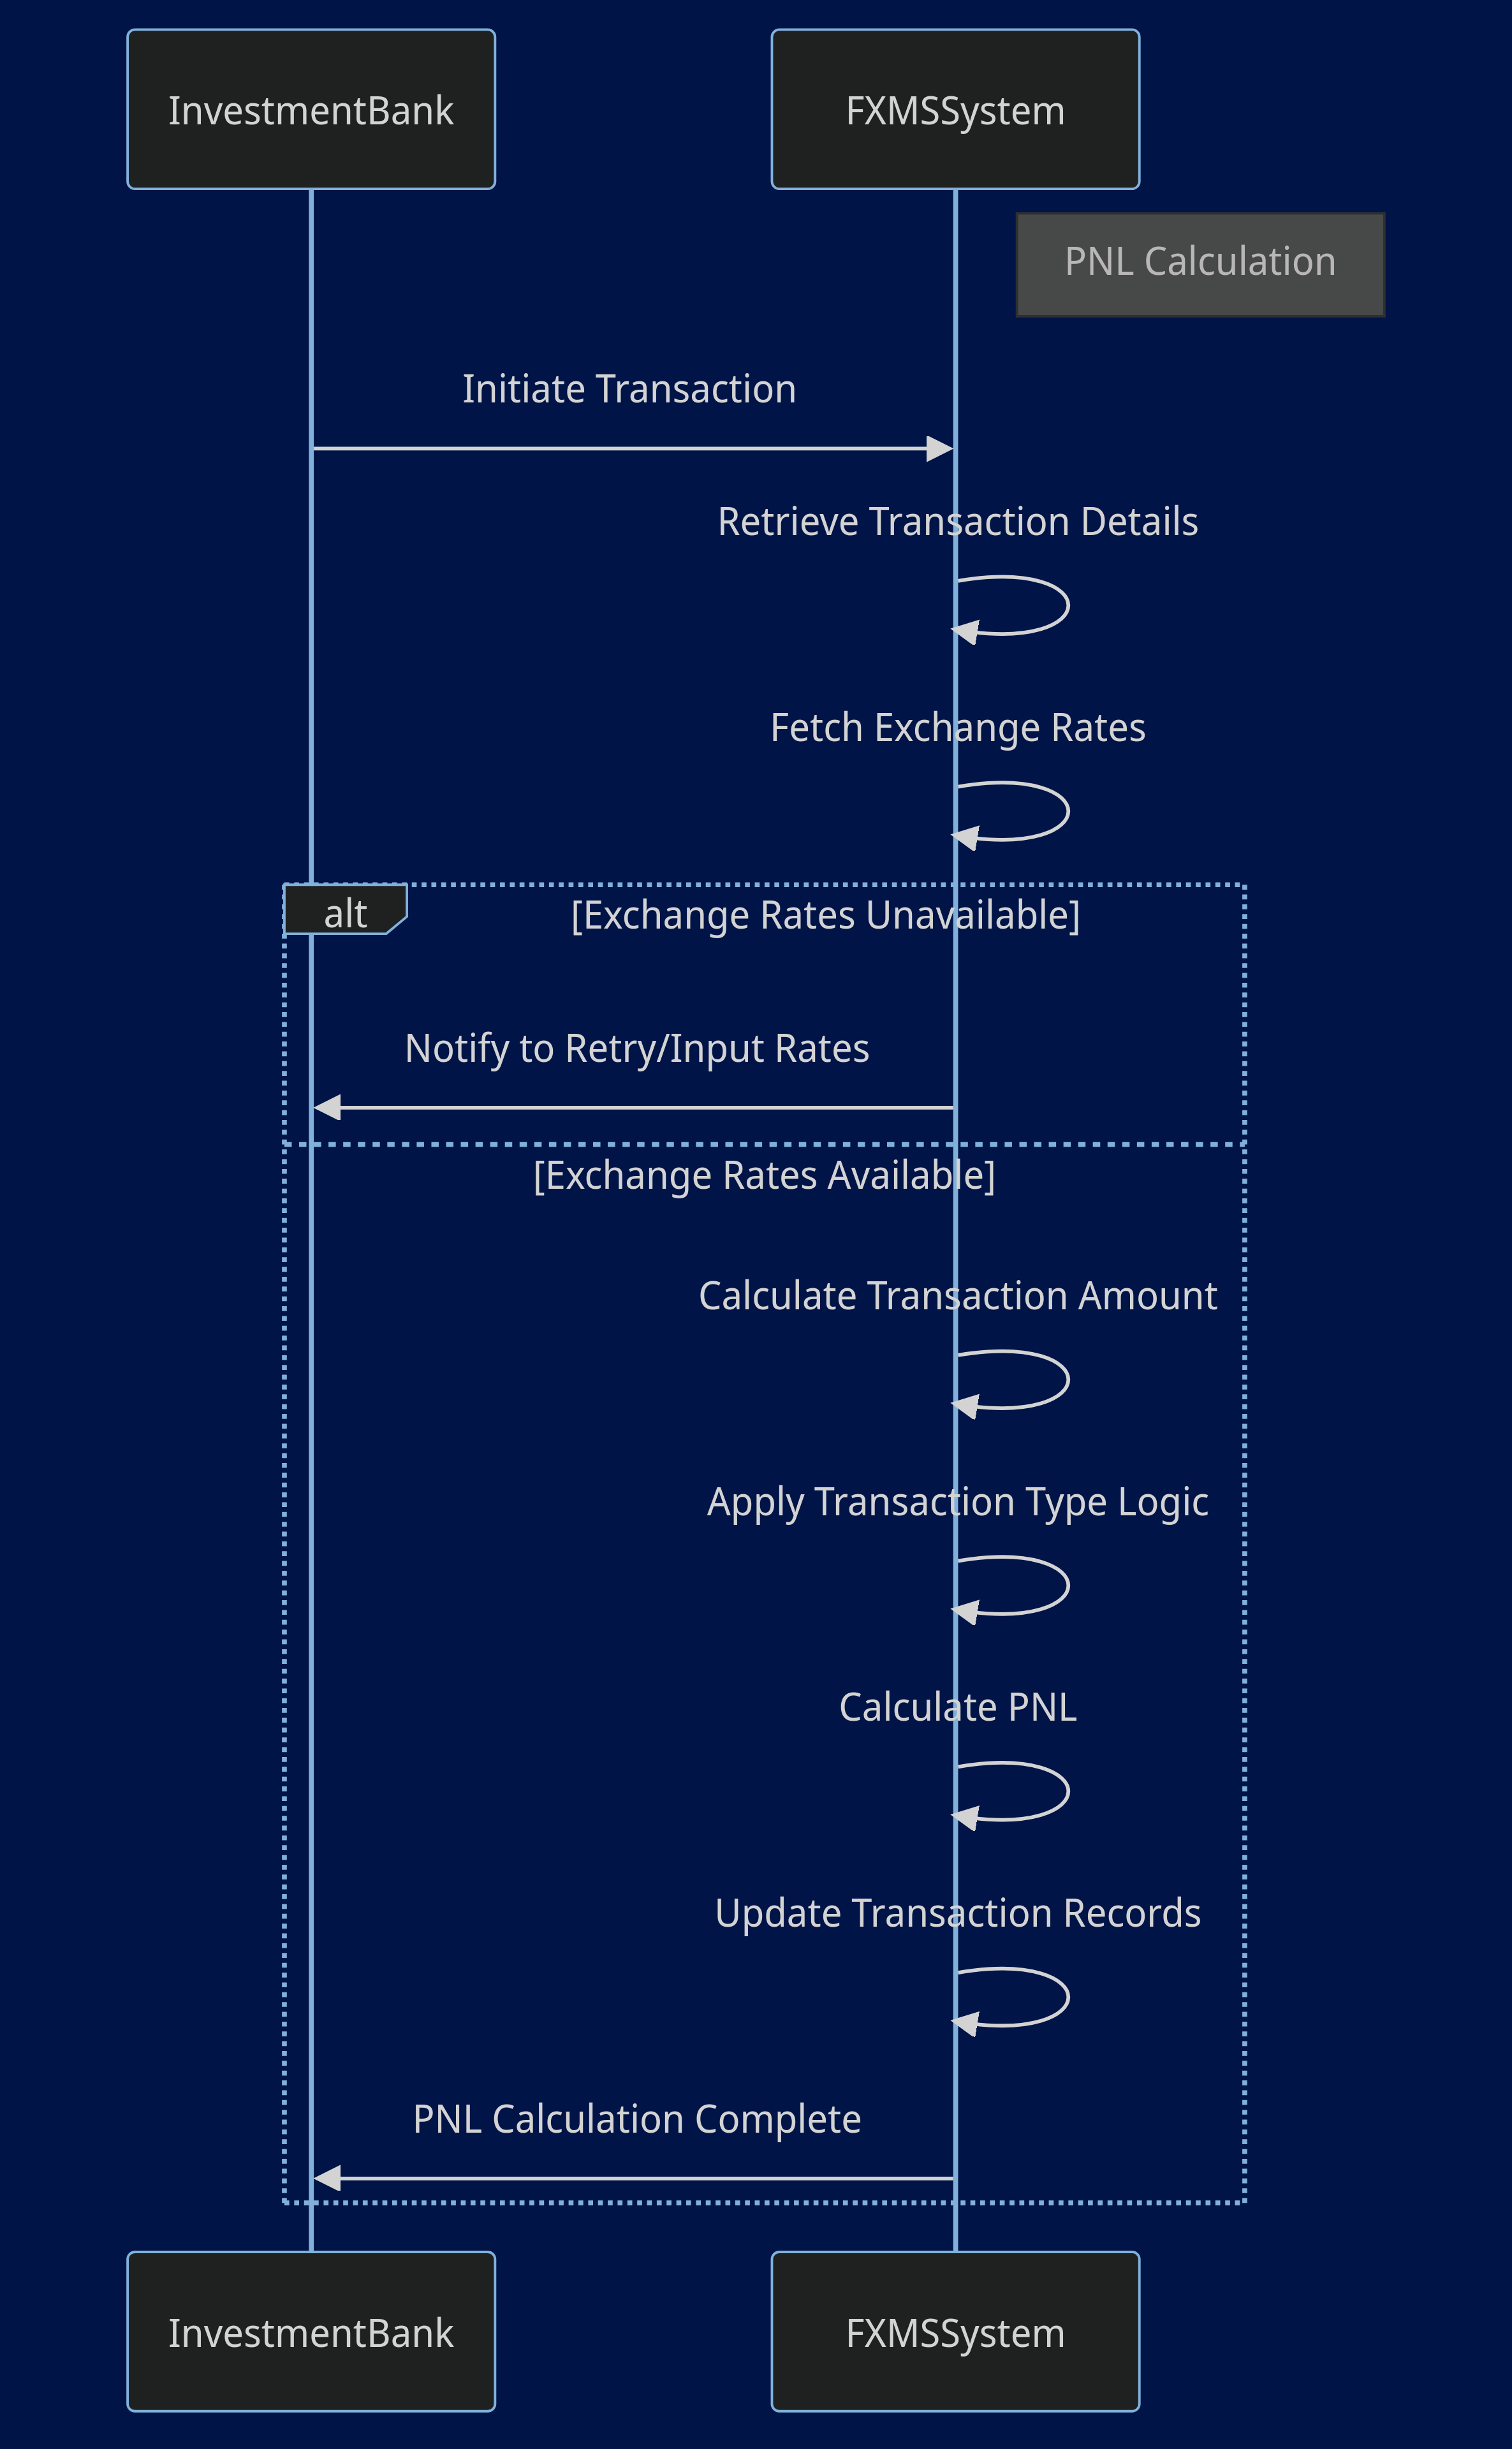 InvestmentBank
FXMSSystem
PNL Calculation
Initiate Transaction
Retrieve Transaction Details
Fetch Exchange Rates
alt
[Exchange Rates Unavailable]
Notify to Retry/Input Rates
[Exchange Rates Available]
Calculate Transaction Amount
Apply Transaction Type Logic
Calculate PNL
Update Transaction Records
PNL Calculation Complete
InvestmentBank
FXMSSystem